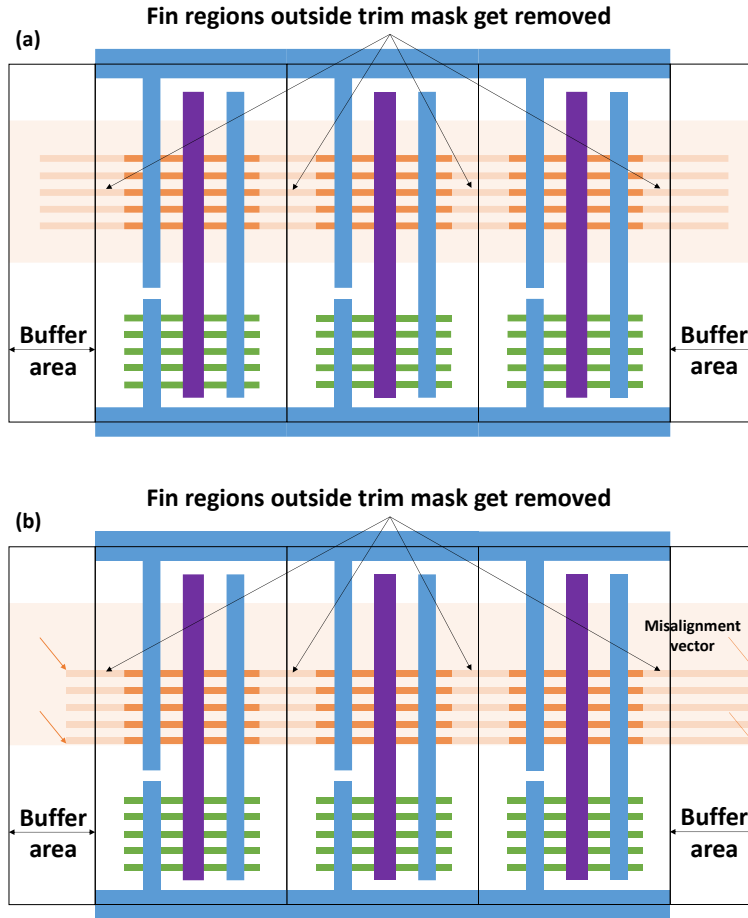 Fin regions outside trim mask get removed
(a)
Buffer
area
Buffer
area
Fin regions outside trim mask get removed
(b)
Misalignment
vector
Buffer
area
Buffer
area